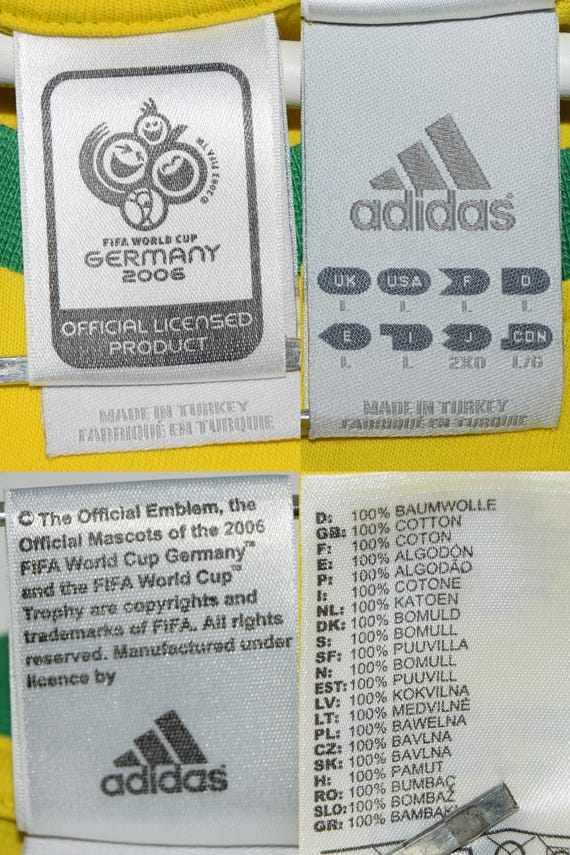 FIFA WORLD CUP
GERMANY
2006
OFFICIAL LICENSED
PRODUCT
MADE IN TURKEY
FABRIQUÉ EN TURQUIE
adidas
UK USA F D
L L L L
E I J CDN
L L 2XO L/G
MADE IN TURKEY
FABRIQUÉ EN TURQUIE
© The Official Emblem, the
Official Mascots of the 2006
FIFA World Cup Germany™
and the FIFA World Cup™
Trophy are copyrights and
trademarks of FIFA. All rights
reserved. Manufactured under
licence by
adidas
D: 100% BAUMWOLLE
GB: 100% COTTON
F: 100% COTON
E: 100% ALGODÓN
P: 100% ALGODÃO
I: 100% COTONE
NL: 100% KATOEN
DK: 100% BOMULD
S: 100% BOMULL
SF: 100% PUUVILLA
N: 100% BOMULL
EST: 100% PUUVILL
LV: 100% KOKVILNA
LT: 100% MEDVILNĖ
PL: 100% BAWEŁNA
CZ: 100% BAVLNA
SK: 100% BAVLNA
H: 100% PAMUT
RO: 100% BUMBAC
SLO: 100% BOMBAŽ
GR: 100%